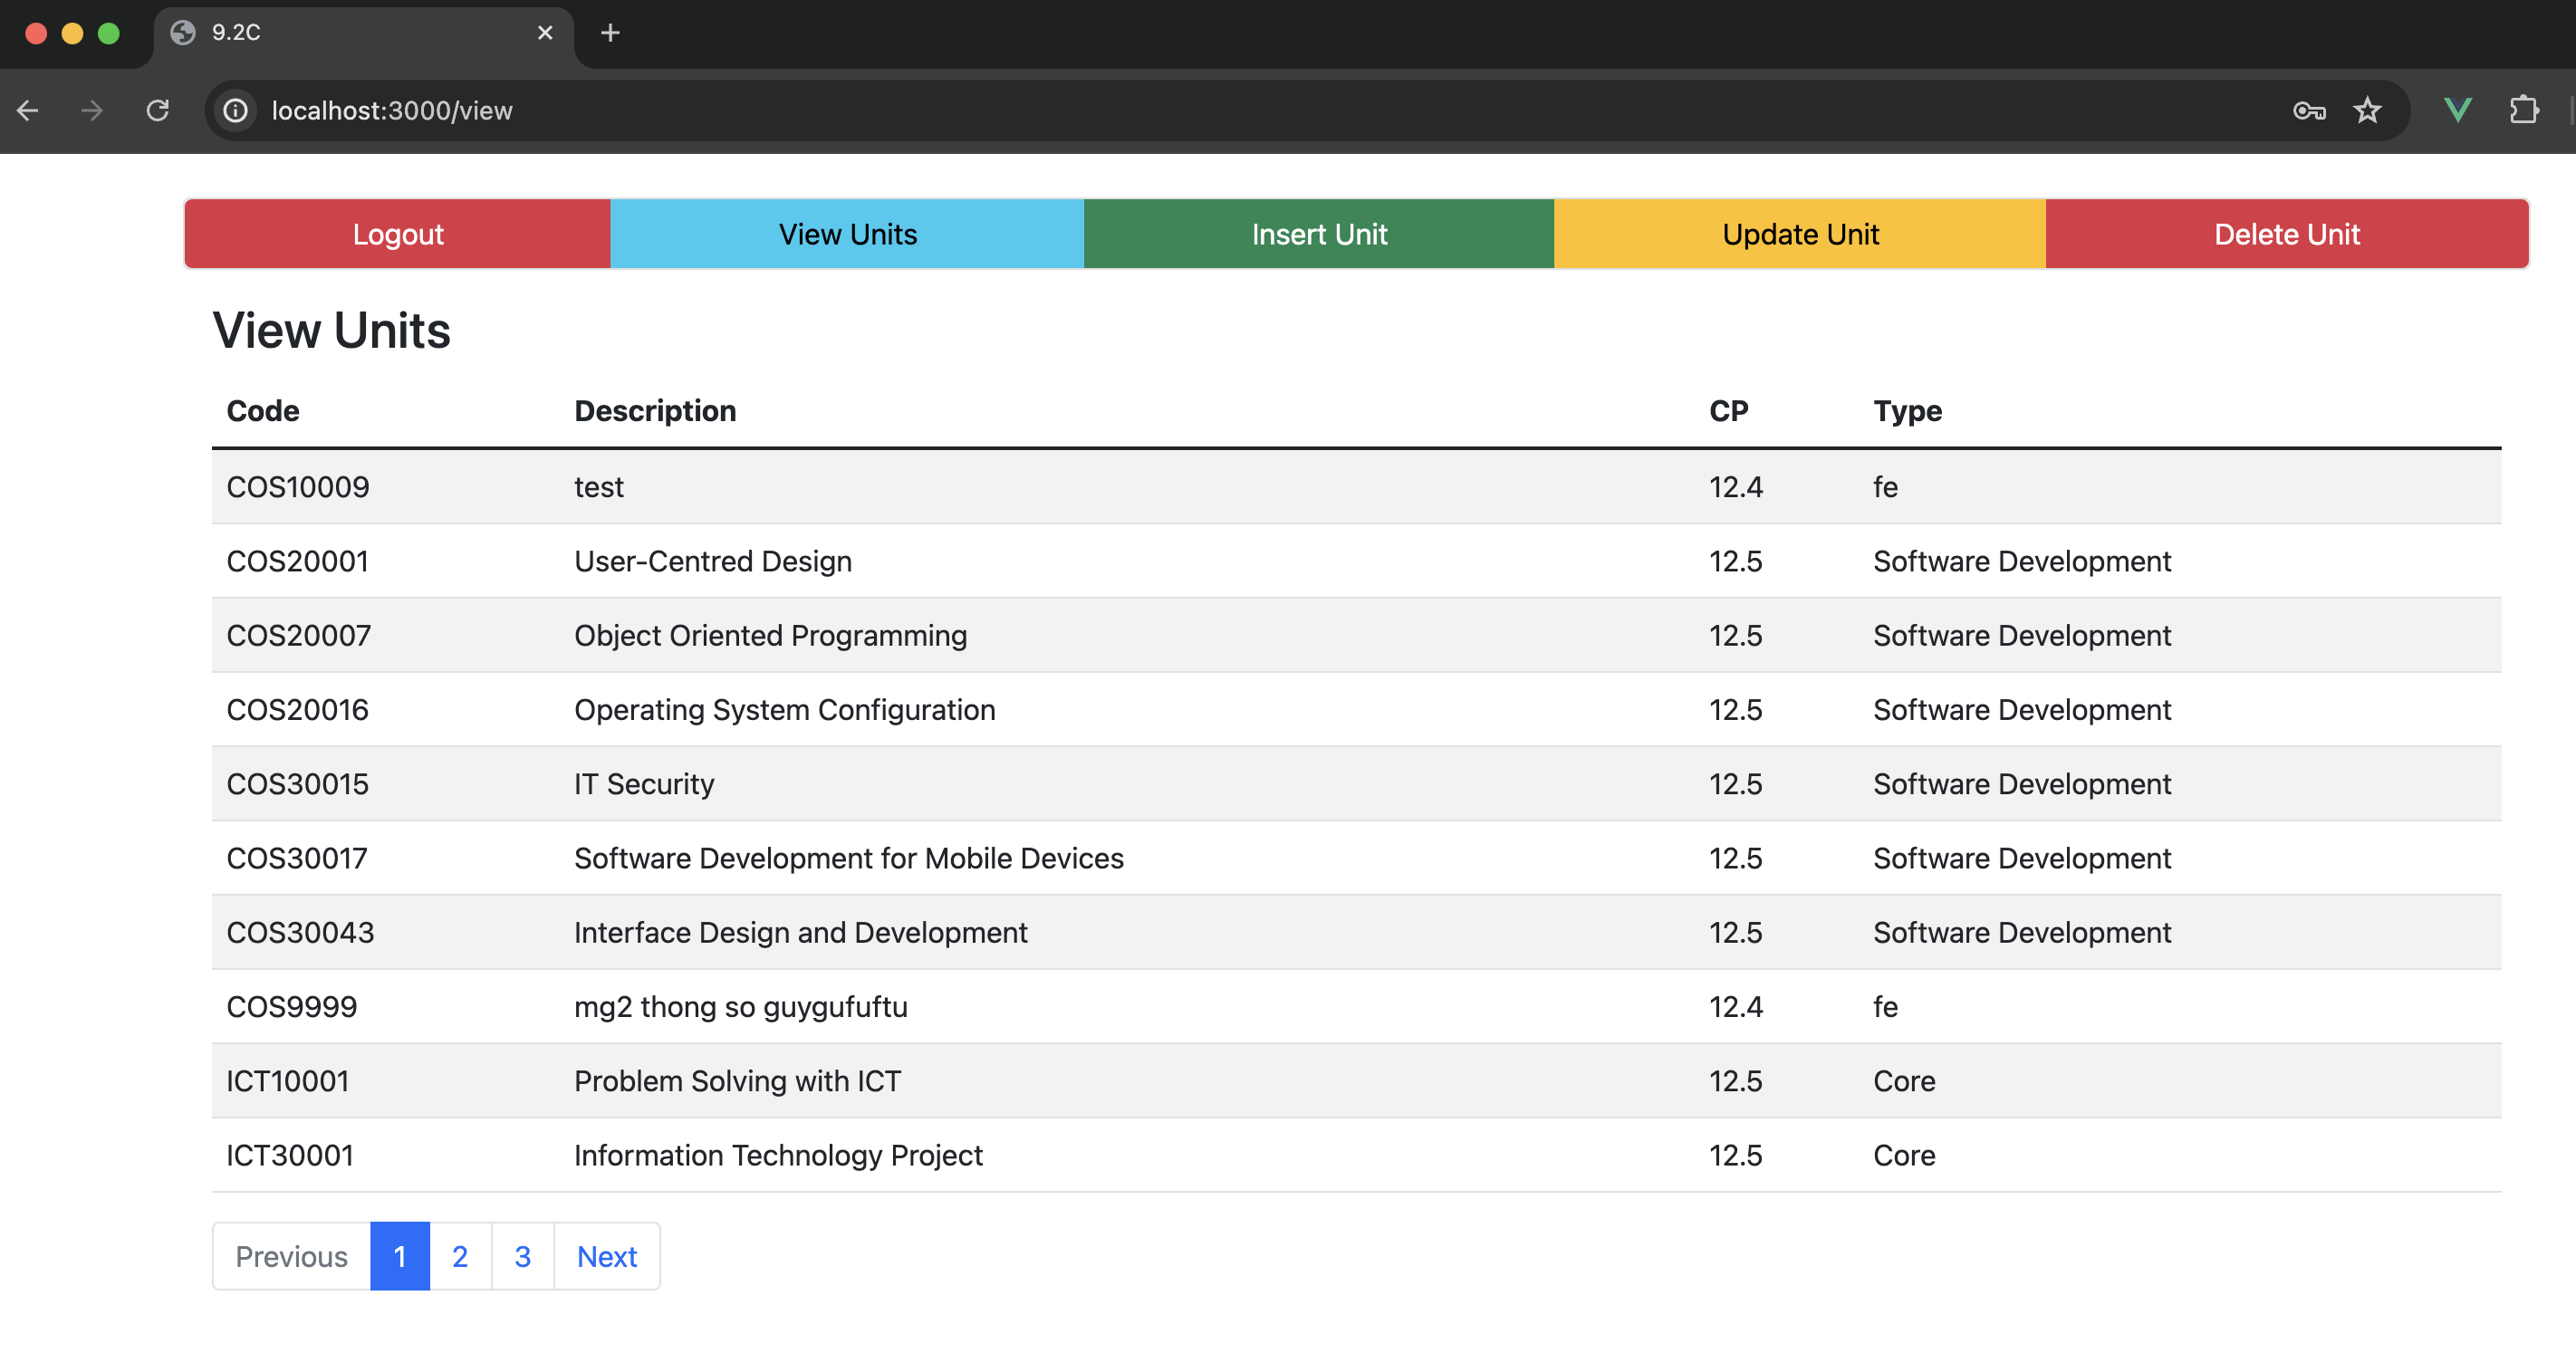 9.2C
localhost:3000/view
Logout View Units Insert Unit Update Unit Delete Unit
View Units
Code Description CP Type
COS10009 test 12.4 fe
COS20001 User-Centred Design 12.5 Software Development
COS20007 Object Oriented Programming 12.5 Software Development
COS20016 Operating System Configuration 12.5 Software Development
COS30015 IT Security 12.5 Software Development
COS30017 Software Development for Mobile Devices 12.5 Software Development
COS30043 Interface Design and Development 12.5 Software Development
COS9999 mg2 thong so guygufuftu 12.4 fe
ICT10001 Problem Solving with ICT 12.5 Core
ICT30001 Information Technology Project 12.5 Core
Previous 1 2 3 Next